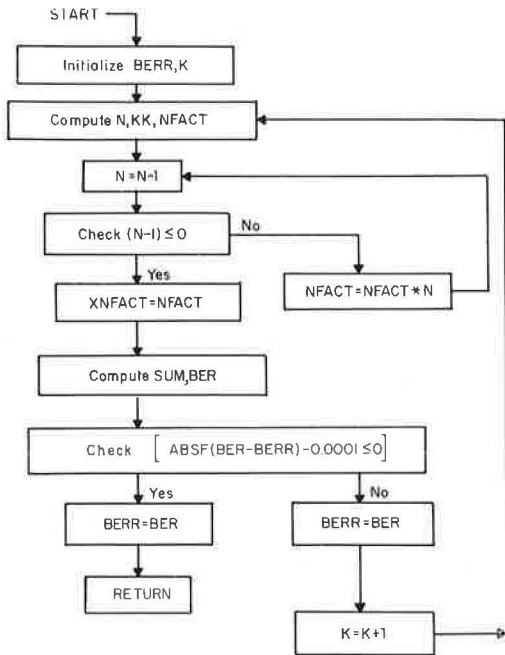 START
Initialize BERR,K
Compute N,KK,NFACT
N=N-1
Check (N-1)≤0
No
Yes
NFACT=NFACT*N
XNFACT=NFACT
Compute SUM,BER
Check [ABSF(BER-BERR)-0.0001≤0]
Yes
No
BERR=BER
BERR=BER
RETURN
K=K+1